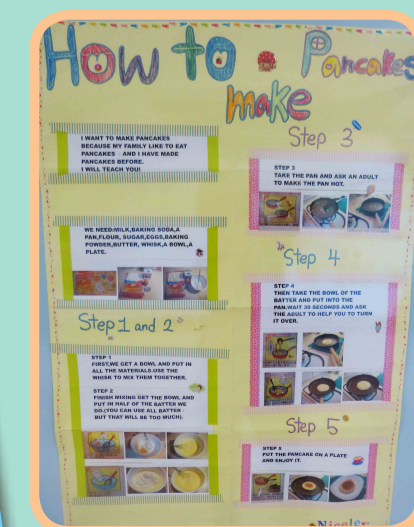 How to make Pancakes
I WANT TO MAKE PANCAKES
BECAUSE MY FAMILY LIKE TO EAT
PANCAKES AND I HAVE MADE
PANCAKES BEFORE.
I WILL TEACH YOU!
WE NEED:MILK,BAKING SODA,A
PAN,FLOUR, SUGAR,EGGS,BAKING
POWDER,BUTTER, WHISK,A BOWL,A
PLATE.
Step 1 and 2
STEP 1
FIRST,WE GET A BOWL AND PUT IN
ALL THE MATERIALS.USE THE
WHISK TO MIX THEM TOGETHER.
STEP 2
FINISH MIXING GET THE BOWL AND
PUT IN HALF OF THE BATTER WE
DO.(YOU CAN USE ALL BATTER
BUT THAT WILL BE TOO MUCH).
Step 3
STEP 3
TAKE THE PAN AND ASK AN ADULT
TO MAKE THE PAN HOT.
Step 4
STEP 4
THEN TAKE THE BOWL OF THE
BATTER AND PUT INTO THE
PAN.WAIT 30 SECONDS AND ASK
THE ADULT TO HELP YOU TO TURN
IT OVER.
Step 5
STEP 5
PUT THE PANCAKE ON A PLATE
AND ENJOY IT.